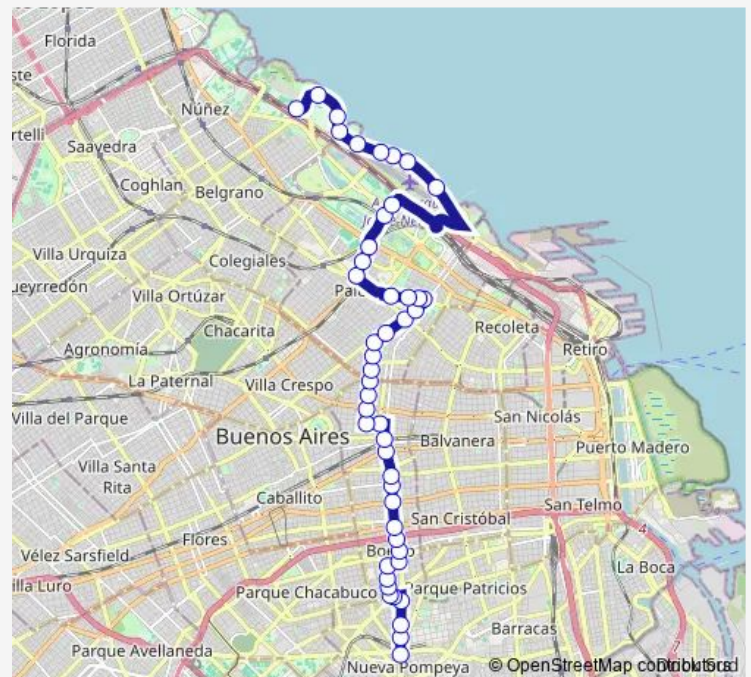 Florida
Núñez
Saavedra
Coghlan
Belgrano
Villa Urquiza
Colegiales
Villa Ortúzar
Chacarita
Recoleta
Retiro
Agronomía
La Paternal
Villa Crespo
Villa del Parque
San Nicolás
Buenos Aires
Balvanera
Puerto Madero
Villa Santa
Rita
Caballito
San Cristóbal
San Telmo
4
Vélez Sarsfield
Flores
La Boca
Parque Chacabuco
Parque Patricios
Barracas
1
Parque Avellaneda
Nueva Pompeya
© OpenStreetMap contributors